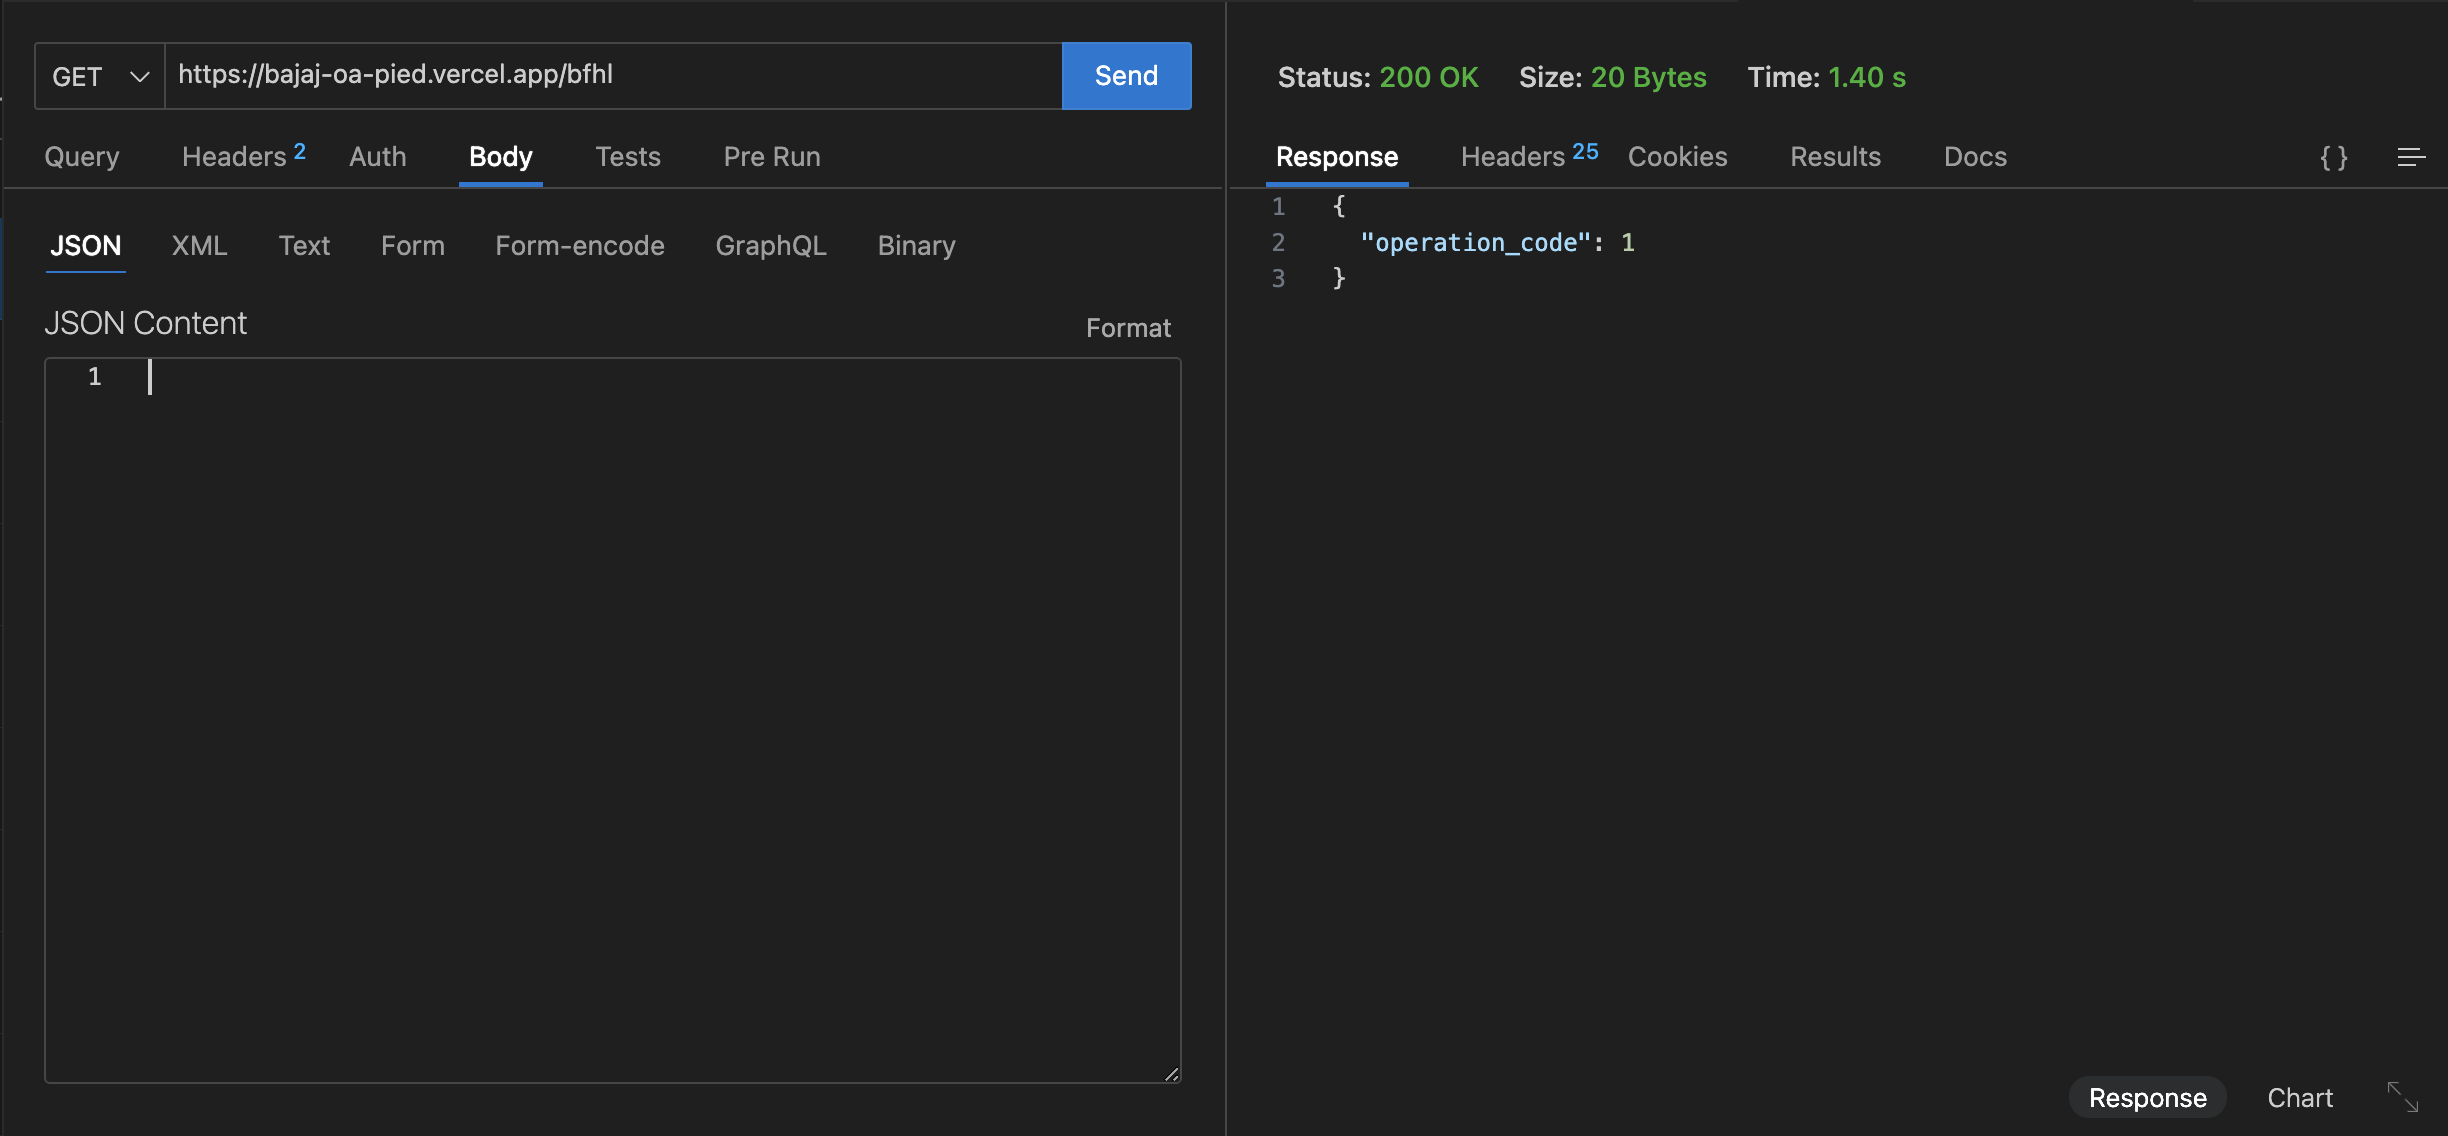 GET https://bajaj-oa-pied.vercel.app/bfhl Send
Query Headers 2 Auth Body Tests Pre Run
JSON XML Text Form Form-encode GraphQL Binary
JSON Content Format
1
Status: 200 OK Size: 20 Bytes Time: 1.40 s
Response Headers 25 Cookies Results Docs { }
1 {
2 "operation_code": 1
3 }
Response Chart